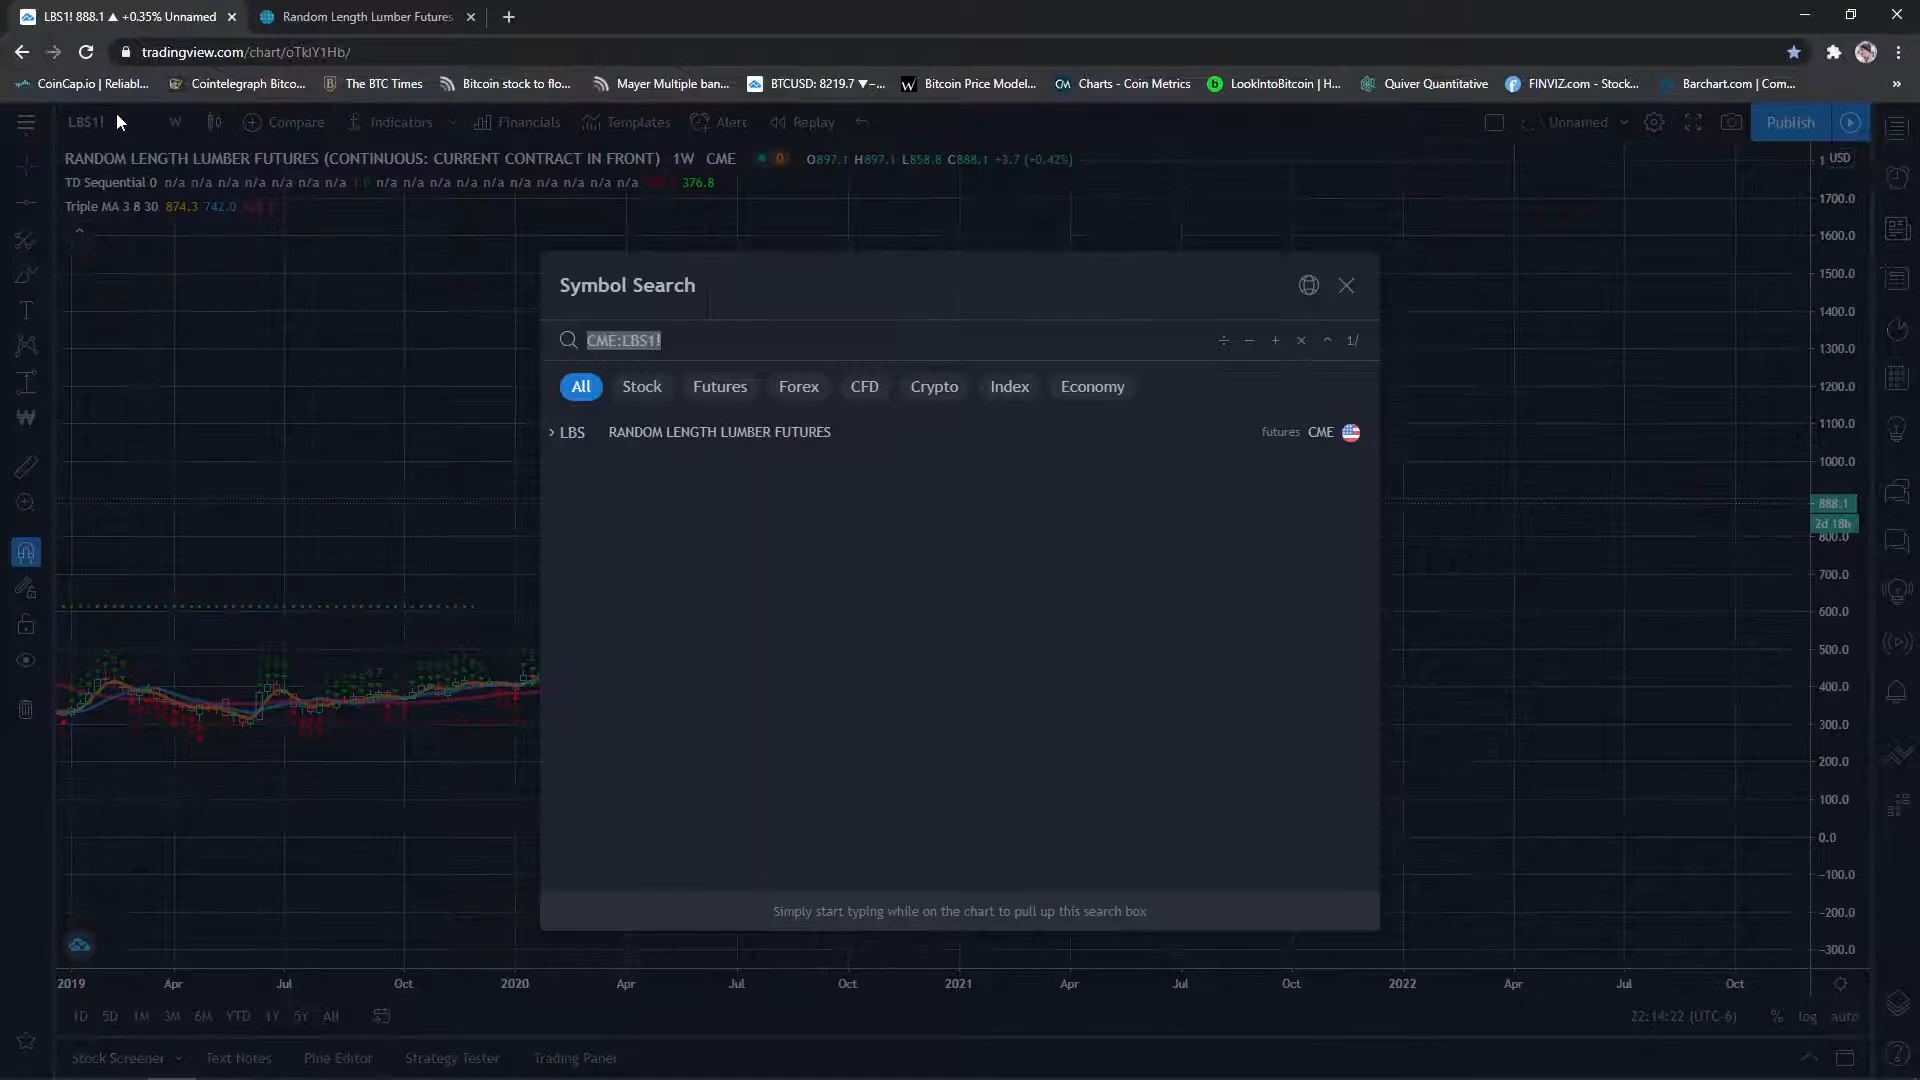 LBS1! 888.1 ▲ +0.35% Unnamed
Random Length Lumber Futures
tradingview.com/chart/oTkJY1Hb/
CoinCap.io | Reliabl...
Cointelegraph Bitco...
The BTC Times
Bitcoin stock to flo...
Mayer Multiple ban...
BTCUSD: 8219.7 ▼−...
Bitcoin Price Model...
Charts - Coin Metrics
LookIntoBitcoin | H...
Quiver Quantitative
FINVIZ.com - Stock...
Barchart.com | Com...
»
LBS1! W Compare Indicators Financials Templates Alert Replay Unnamed Publish
RANDOM LENGTH LUMBER FUTURES (CONTINUOUS: CURRENT CONTRACT IN FRONT) 1W CME 0 O897.1 H897.1 L858.8 C888.1 +3.7 (+0.42%)
TD Sequential 0 n/a n/a n/a n/a n/a n/a n/a n/a n/a n/a n/a n/a n/a n/a n/a n/a n/a 376.8
Triple MA 3 8 30 874.3 742.0
USD
1700.0
1600.0
1500.0
1400.0
1300.0
1200.0
1100.0
1000.0
888.1
2d 18h
800.0
700.0
600.0
500.0
400.0
300.0
200.0
100.0
0.0
−100.0
−200.0
−300.0
Symbol Search
CME:LBS1!
÷ − + × ^ 1/
All Stock Futures Forex CFD Crypto Index Economy
LBS RANDOM LENGTH LUMBER FUTURES futures CME
Simply start typing while on the chart to pull up this search box
2019 Apr Jul Oct 2020 Apr Jul Oct 2021 Apr Jul Oct 2022 Apr Jul Oct
1D 5D 1M 3M 6M YTD 1Y 5Y All 22:14:22 (UTC-6) % log auto
Stock Screener Text Notes Pine Editor Strategy Tester Trading Panel